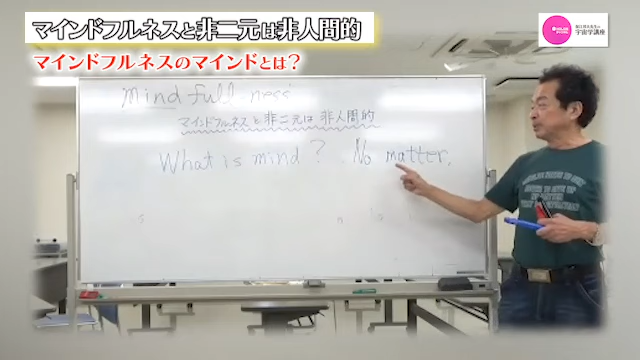 マインドフルネスと非二元は非人間的
宇宙学講座
マインドフルネスのマインドとは?
mindfull ness
マインドフルネスと非二元は 非人間的
What is mind? . No matter.